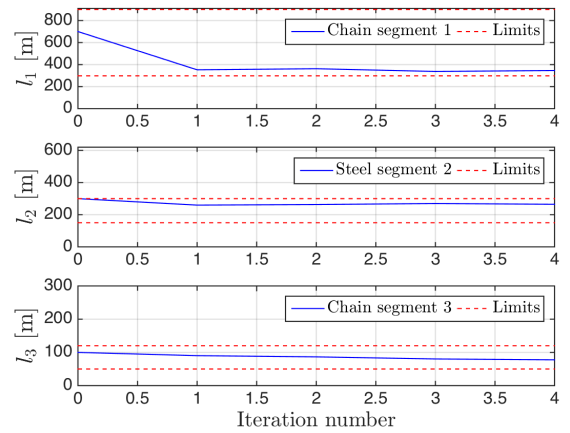 800
600
400
200
0
l₁ [m]
Chain segment 1 Limits
0 0.5 1 1.5 2 2.5 3 3.5 4
600
400
200
0
l₂ [m]
Steel segment 2 Limits
0 0.5 1 1.5 2 2.5 3 3.5 4
300
200
100
0
l₃ [m]
Chain segment 3 Limits
0 0.5 1 1.5 2 2.5 3 3.5 4
Iteration number